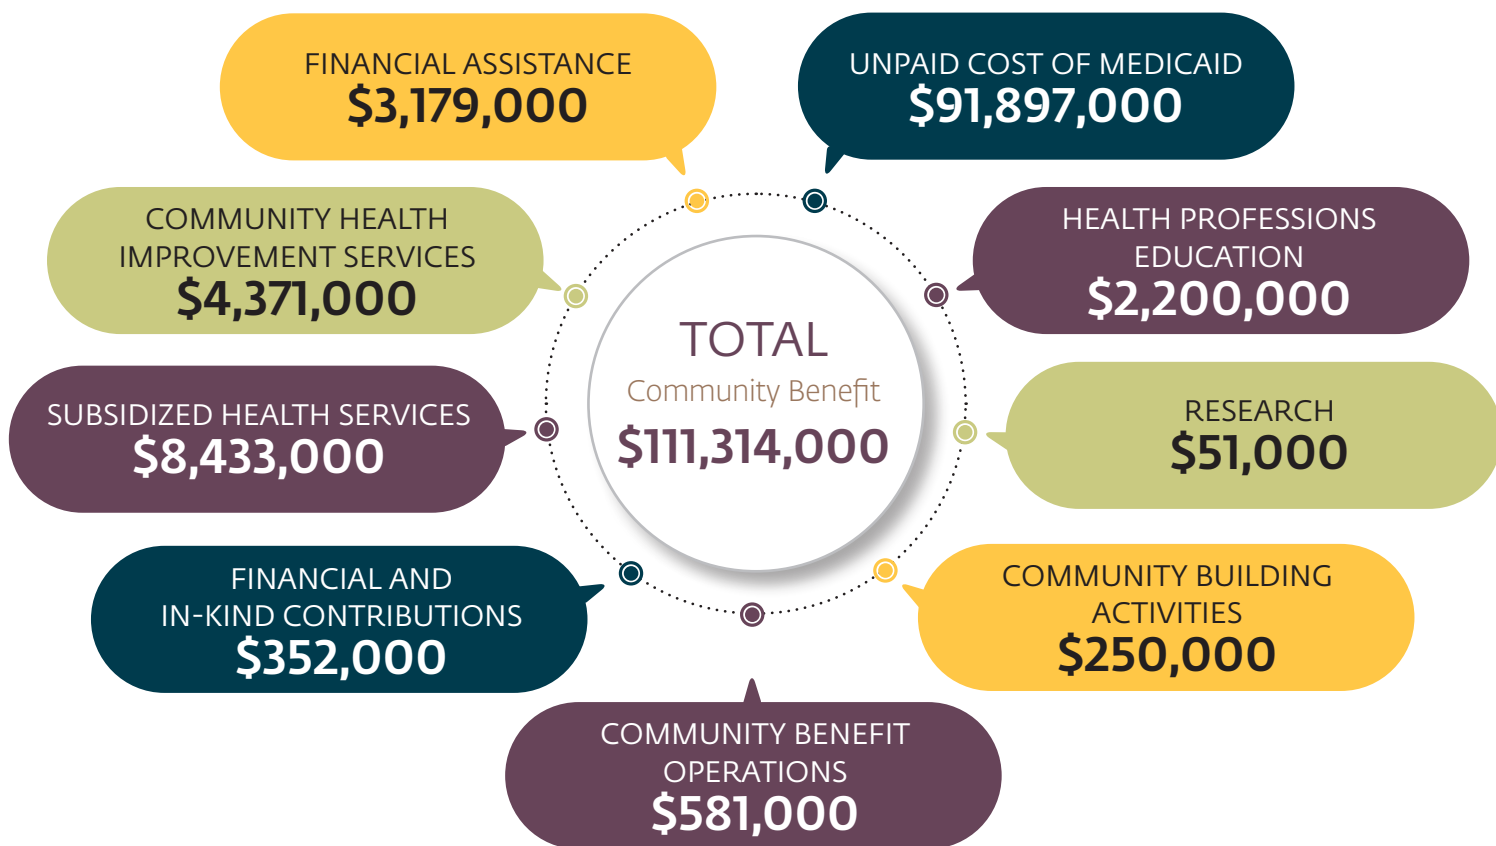 FINANCIAL ASSISTANCE
$3,179,000
UNPAID COST OF MEDICAID
$91,897,000
COMMUNITY HEALTH
IMPROVEMENT SERVICES
$4,371,000
HEALTH PROFESSIONS
EDUCATION
$2,200,000
TOTAL
Community Benefit
$111,314,000
SUBSIDIZED HEALTH SERVICES
$8,433,000
RESEARCH
$51,000
FINANCIAL AND
IN-KIND CONTRIBUTIONS
$352,000
COMMUNITY BUILDING
ACTIVITIES
$250,000
COMMUNITY BENEFIT
OPERATIONS
$581,000